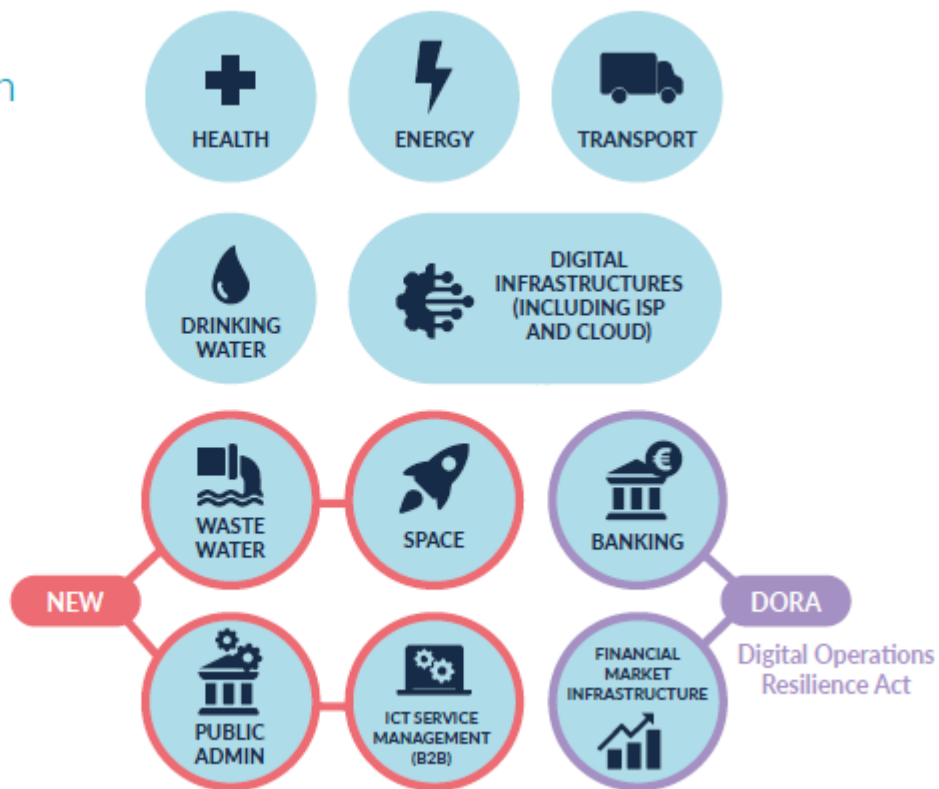 n
HEALTH
ENERGY
TRANSPORT
DRINKING
WATER
DIGITAL
INFRASTRUCTURES
(INCLUDING ISP
AND CLOUD)
WASTE
WATER
SPACE
€
BANKING
NEW
DORA
PUBLIC
ADMIN
ICT SERVICE
MANAGEMENT
(B2B)
FINANCIAL
MARKET
INFRASTRUCTURE
Digital Operations
Resilience Act